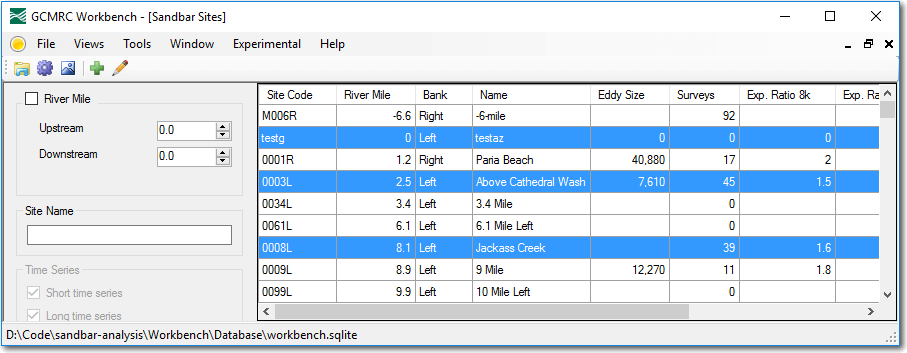 GCMRC Workbench - [Sandbar Sites]
File Views Tools Window Experimental Help
River Mile
Upstream 0.0
Downstream 0.0
Site Name
Time Series
Short time series
Long time series
Site Code River Mile Bank Name Eddy Size Surveys Exp. Ratio 8k Exp. Ra
M006R -6.6 Right -6-mile 92
testg 0 Left testaz 0 0 0
0001R 1.2 Right Paria Beach 40,880 17 2
0003L 2.5 Left Above Cathedral Wash 7,610 45 1.5
0034L 3.4 Left 3.4 Mile 0
0061L 6.1 Left 6.1 Mile Left 0
0008L 8.1 Left Jackass Creek 39 1.6
0009L 8.9 Left 9 Mile 12,270 11 1.8
0099L 9.9 Left 10 Mile Left 0
D:\Code\sandbar-analysis\Workbench\Database\workbench.sqlite